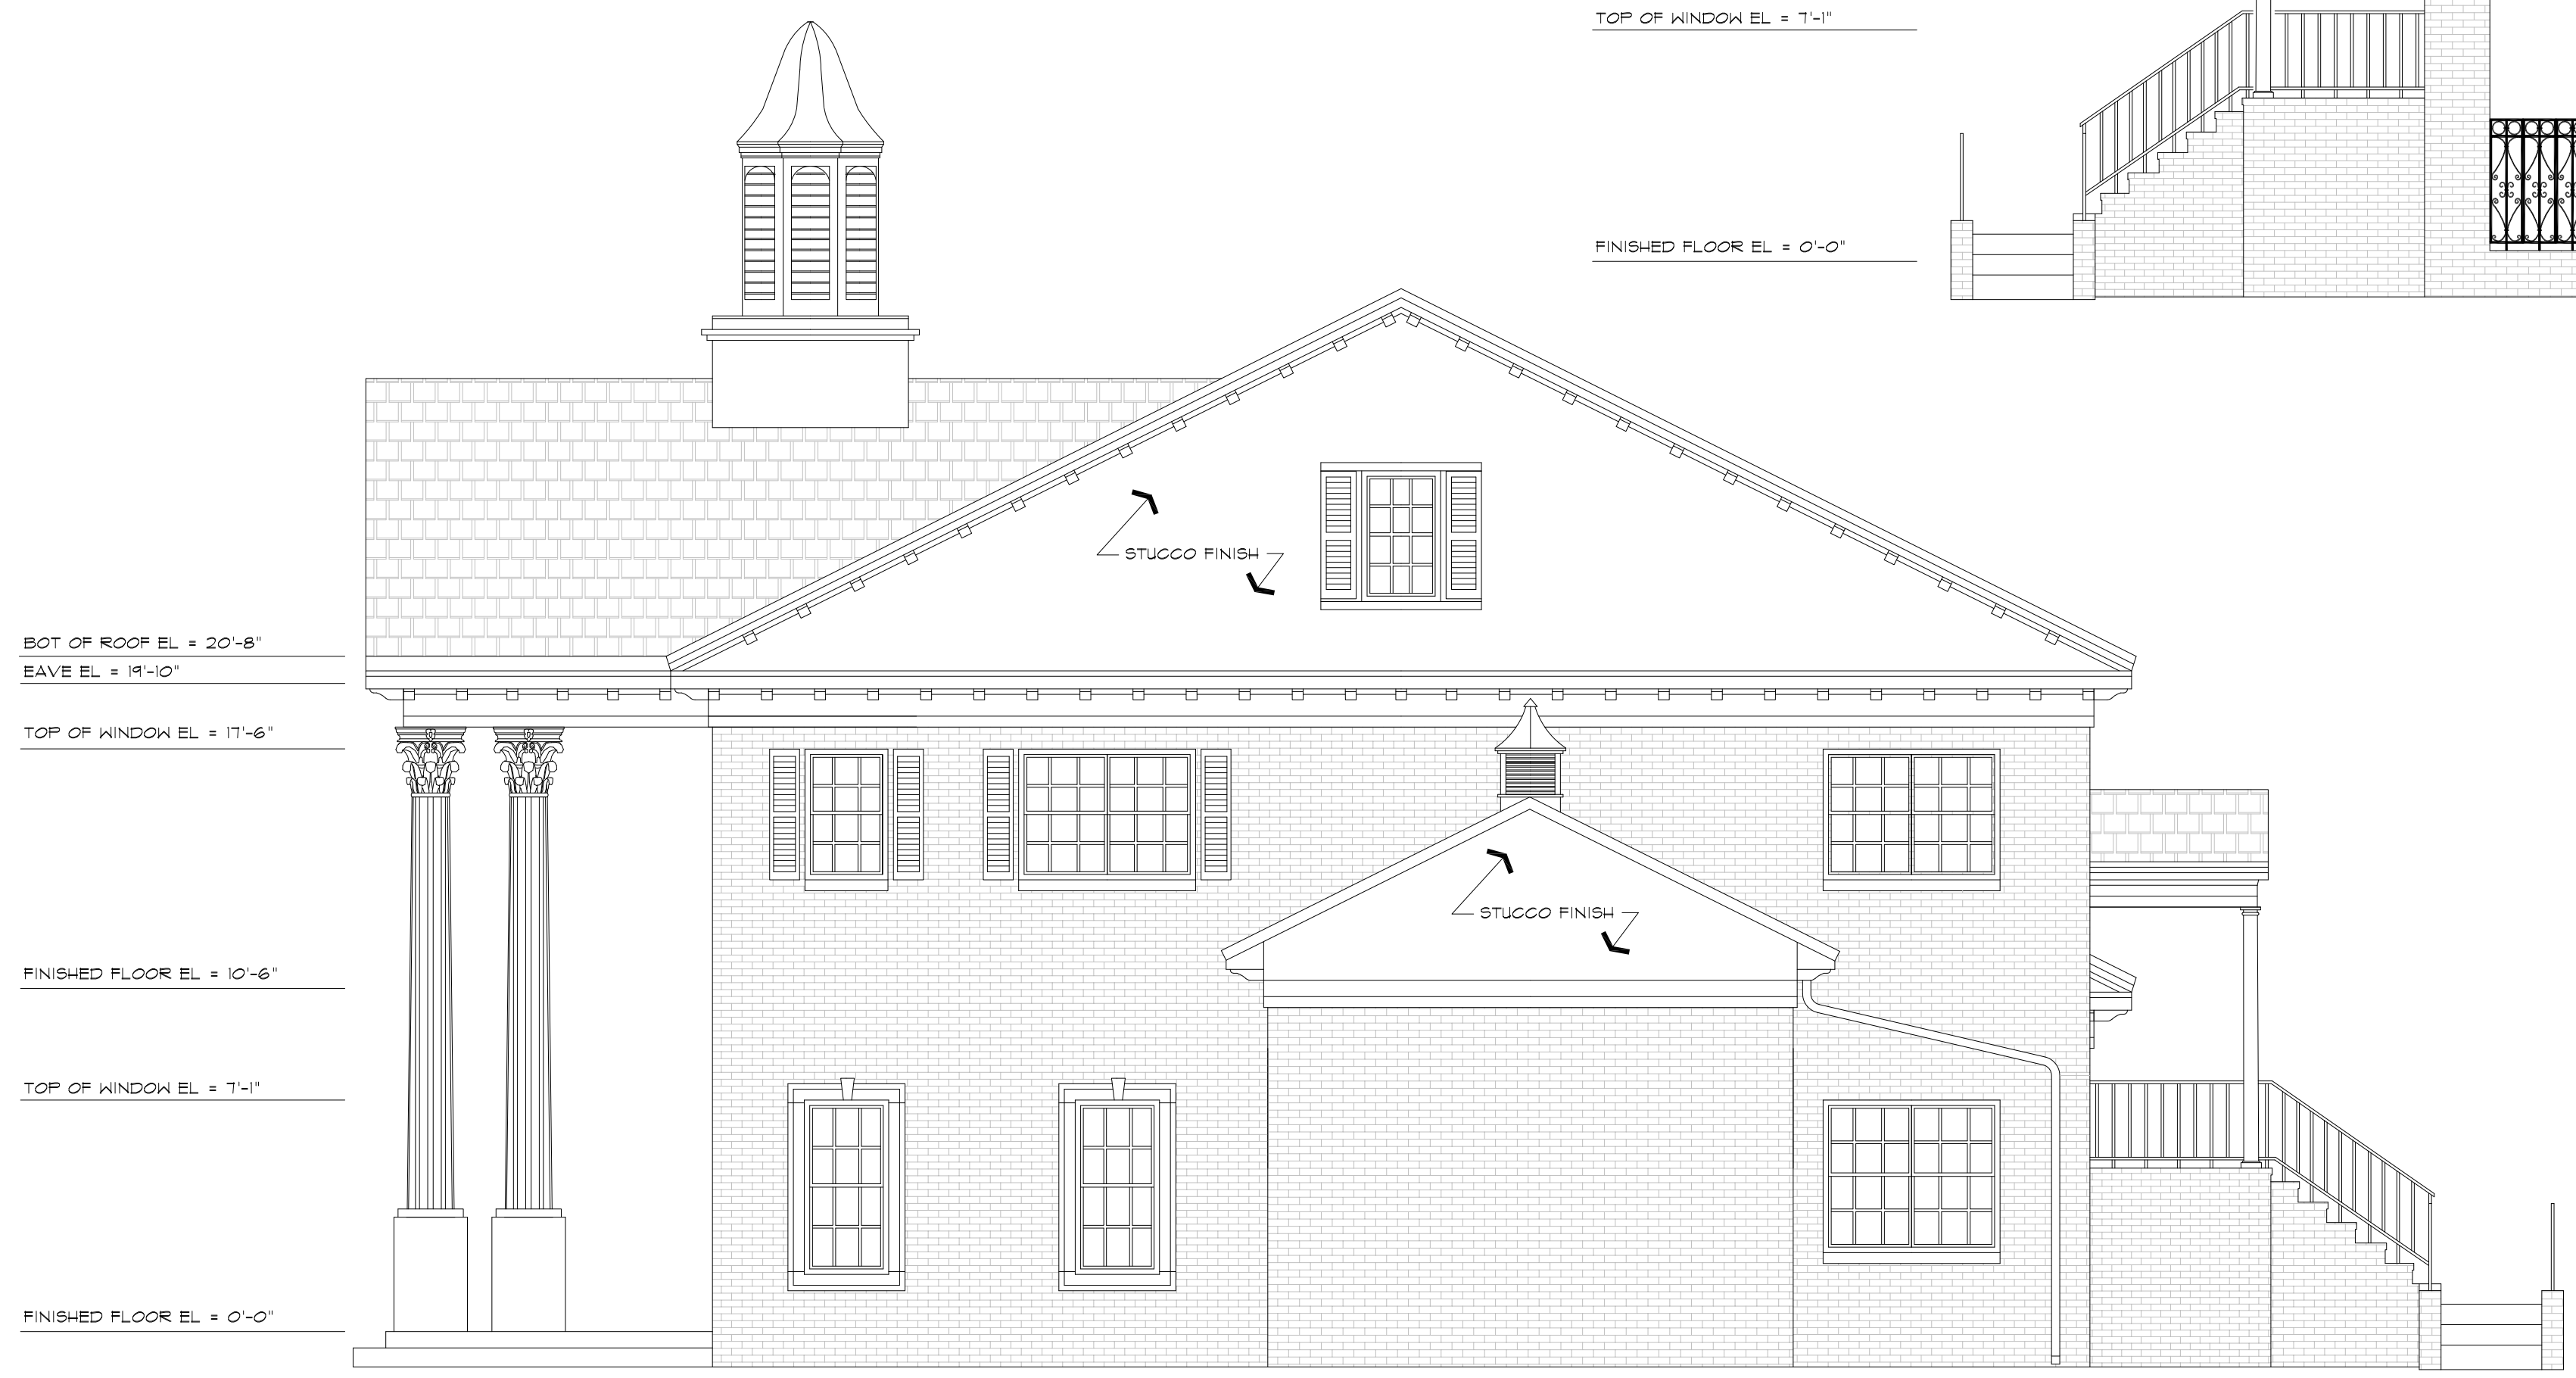 TOP OF WINDOW EL = 7'-1"
FINISHED FLOOR EL = 0'-0"
STUCCO FINISH
BOT OF ROOF EL = 20'-8"
EAVE EL = 19'-10"
TOP OF WINDOW EL = 17'-6"
STUCCO FINISH
FINISHED FLOOR EL = 10'-6"
TOP OF WINDOW EL = 7'-1"
FINISHED FLOOR EL = 0'-0"